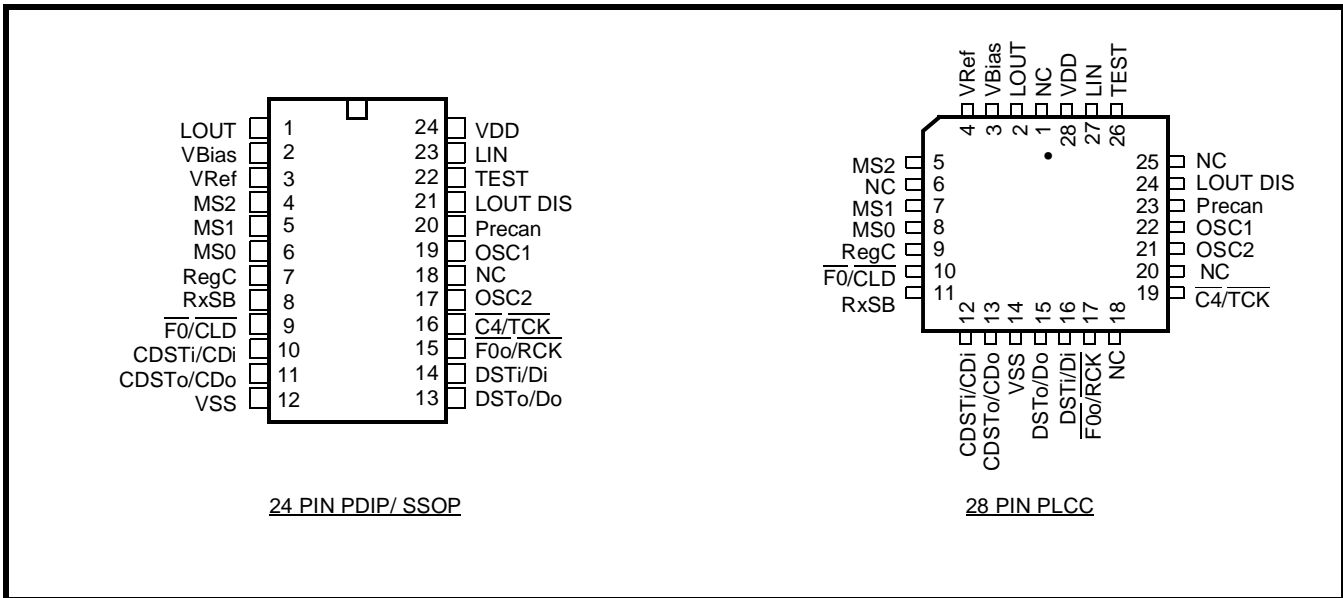 LOUT 1 24 VDD
VBias 2 23 LIN
VRef 3 22 TEST
MS2 4 21 LOUT DIS
MS1 5 20 Precan
MS0 6 19 OSC1
RegC 7 18 NC
RxSB 8 17 OSC2
F0/CLD 9 16 C4/TCK
CDSTi/CDi 10 15 F0o/RCK
CDSTo/CDo 11 14 DSTi/Di
VSS 12 13 DSTo/Do
24 PIN PDIP/ SSOP
VRef VBias LOUT NC VDD LIN TEST
4 3 2 1 28 27 26
MS2 5 25 NC
NC 6 24 LOUT DIS
MS1 7 23 Precan
MS0 8 22 OSC1
RegC 9 21 OSC2
F0/CLD 10 20 NC
RxSB 11 19 C4/TCK
12 13 14 15 16 17 18
CDSTi/CDi CDSTo/CDo VSS DSTo/Do DSTi/Di F0o/RCK NC
28 PIN PLCC